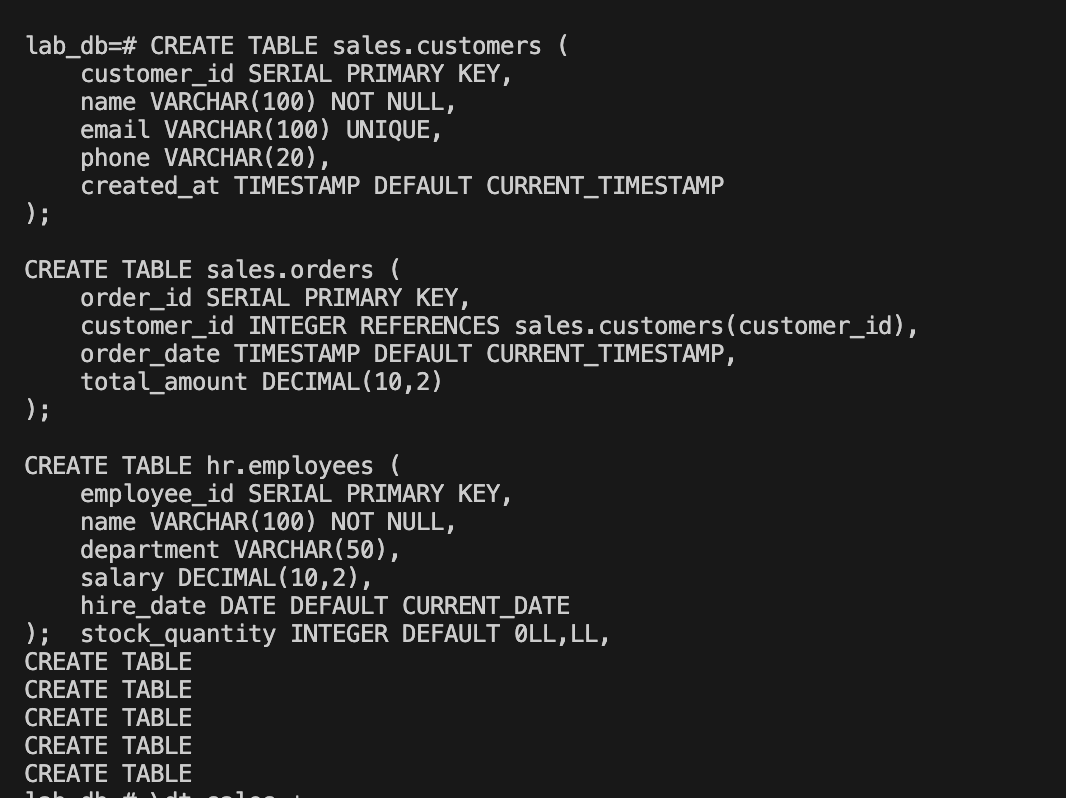 lab_db=# CREATE TABLE sales.customers (
    customer_id SERIAL PRIMARY KEY,
    name VARCHAR(100) NOT NULL,
    email VARCHAR(100) UNIQUE,
    phone VARCHAR(20),
    created_at TIMESTAMP DEFAULT CURRENT_TIMESTAMP
);

CREATE TABLE sales.orders (
    order_id SERIAL PRIMARY KEY,
    customer_id INTEGER REFERENCES sales.customers(customer_id),
    order_date TIMESTAMP DEFAULT CURRENT_TIMESTAMP,
    total_amount DECIMAL(10,2)
);

CREATE TABLE hr.employees (
    employee_id SERIAL PRIMARY KEY,
    name VARCHAR(100) NOT NULL,
    department VARCHAR(50),
    salary DECIMAL(10,2),
    hire_date DATE DEFAULT CURRENT_DATE
);  stock_quantity INTEGER DEFAULT 0LL,LL,
CREATE TABLE
CREATE TABLE
CREATE TABLE
CREATE TABLE
CREATE TABLE